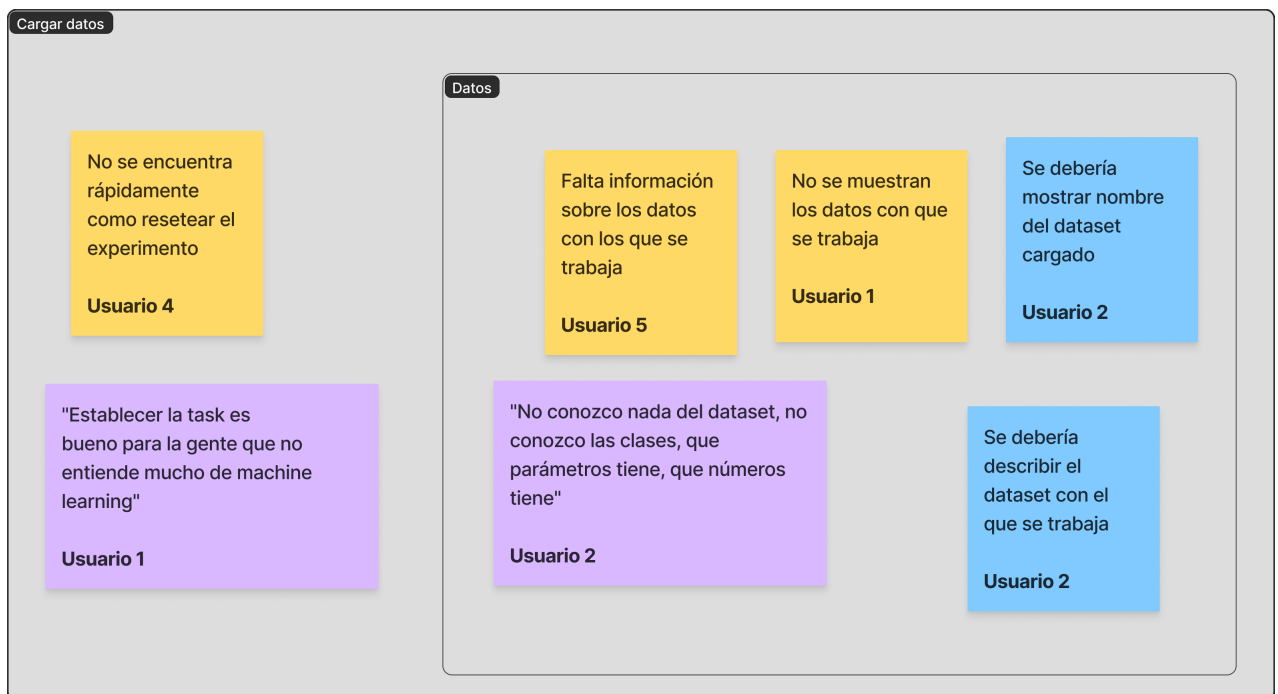 Cargar datos
No se encuentra
rápidamente
como resetear el
experimento
Usuario 4
"Establecer la task es
bueno para la gente que no
entiende mucho de machine
learning"
Usuario 1
Datos
Falta información
sobre los datos
con los que se
trabaja
Usuario 5
No se muestran
los datos con que
se trabaja
Usuario 1
Se debería
mostrar nombre
del dataset
cargado
Usuario 2
"No conozco nada del dataset, no
conozco las clases, que
parámetros tiene, que números
tiene"
Usuario 2
Se debería
describir el
dataset con el
que se trabaja
Usuario 2